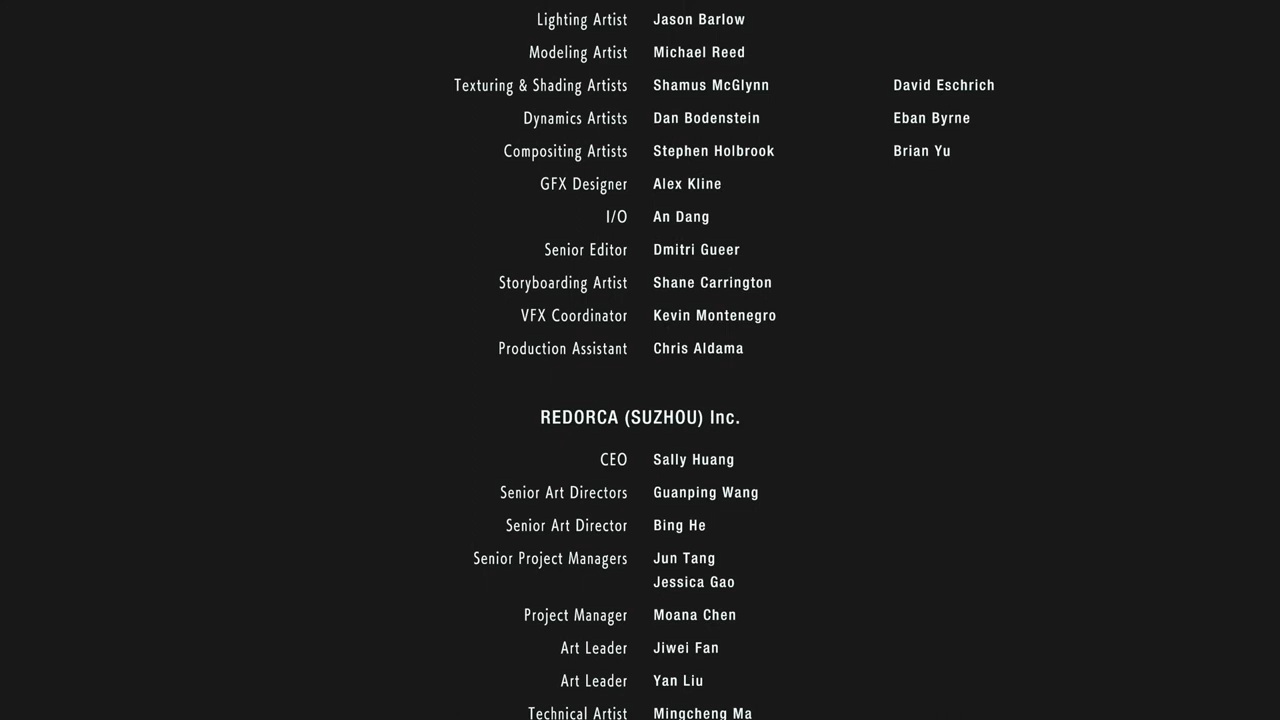 Lighting Artist Jason Barlow
Modeling Artist Michael Reed
Texturing & Shading Artists Shamus McGlynn David Eschrich
Dynamics Artists Dan Bodenstein Eban Byrne
Compositing Artists Stephen Holbrook Brian Yu
GFX Designer Alex Kline
I/O An Dang
Senior Editor Dmitri Gueer
Storyboarding Artist Shane Carrington
VFX Coordinator Kevin Montenegro
Production Assistant Chris Aldama
REDORCA (SUZHOU) Inc.
CEO Sally Huang
Senior Art Directors Guanping Wang
Senior Art Director Bing He
Senior Project Managers Jun Tang
Jessica Gao
Project Manager Moana Chen
Art Leader Jiwei Fan
Art Leader Yan Liu
Technical Artist Mingcheng Ma